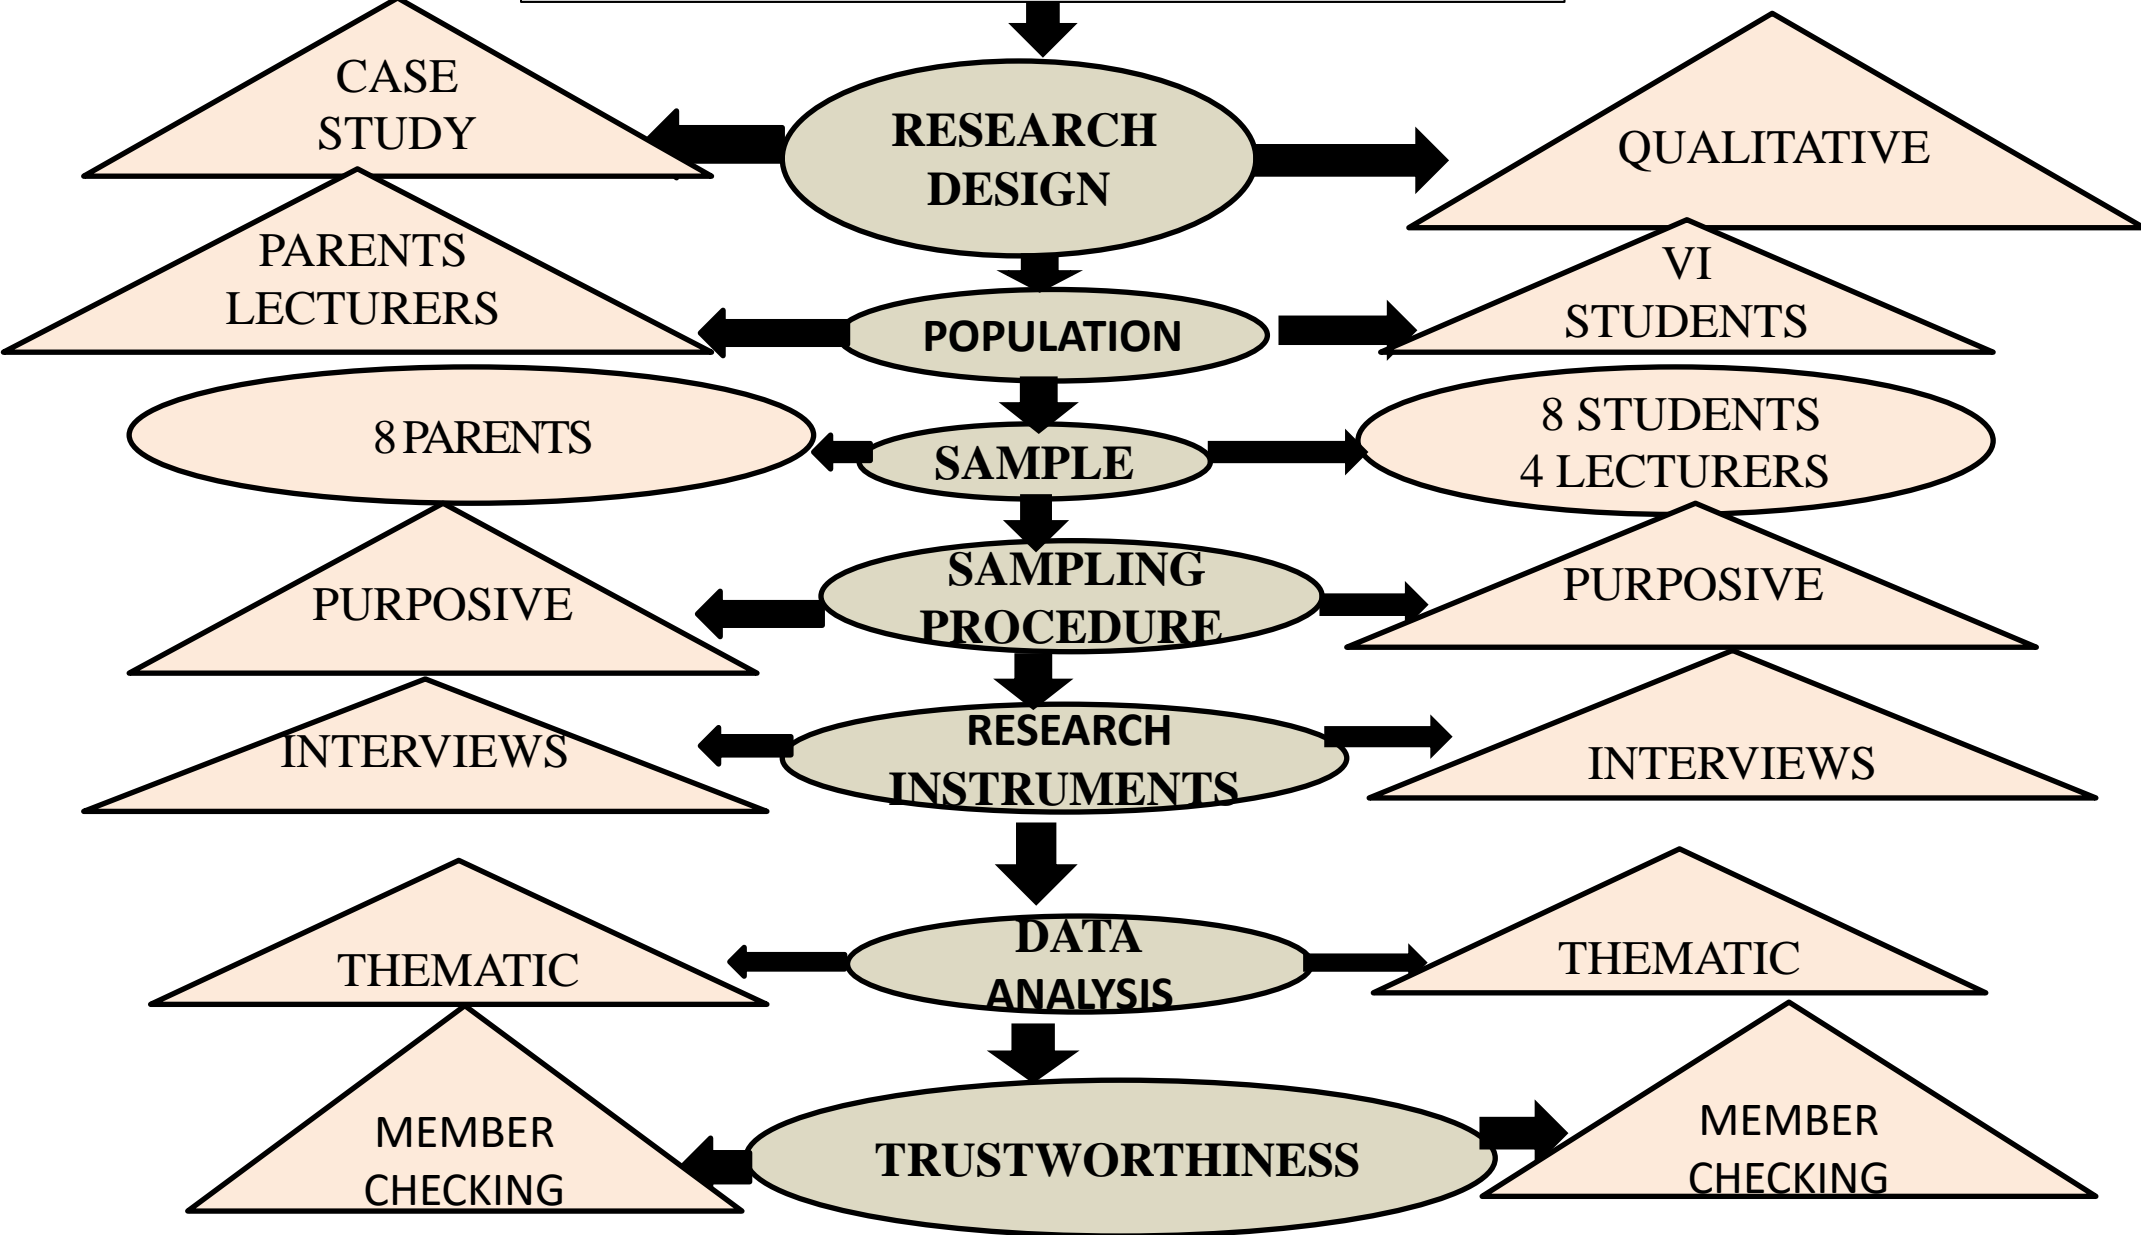 CASE
STUDY
RESEARCH
DESIGN
QUALITATIVE
PARENTS
LECTURERS
POPULATION
VI
STUDENTS
8 PARENTS
SAMPLE
8 STUDENTS
4 LECTURERS
PURPOSIVE
SAMPLING
PROCEDURE
PURPOSIVE
INTERVIEWS
RESEARCH
INSTRUMENTS
INTERVIEWS
THEMATIC
DATA
ANALYSIS
THEMATIC
MEMBER
CHECKING
TRUSTWORTHINESS
MEMBER
CHECKING